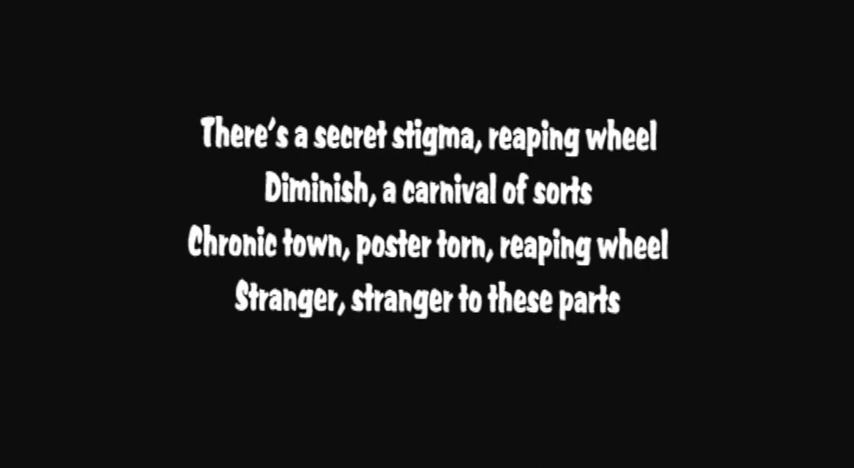 There's a secret stigma, reaping wheel
Diminish, a carnival of sorts
Chronic town, poster torn, reaping wheel
Stranger, stranger to these parts